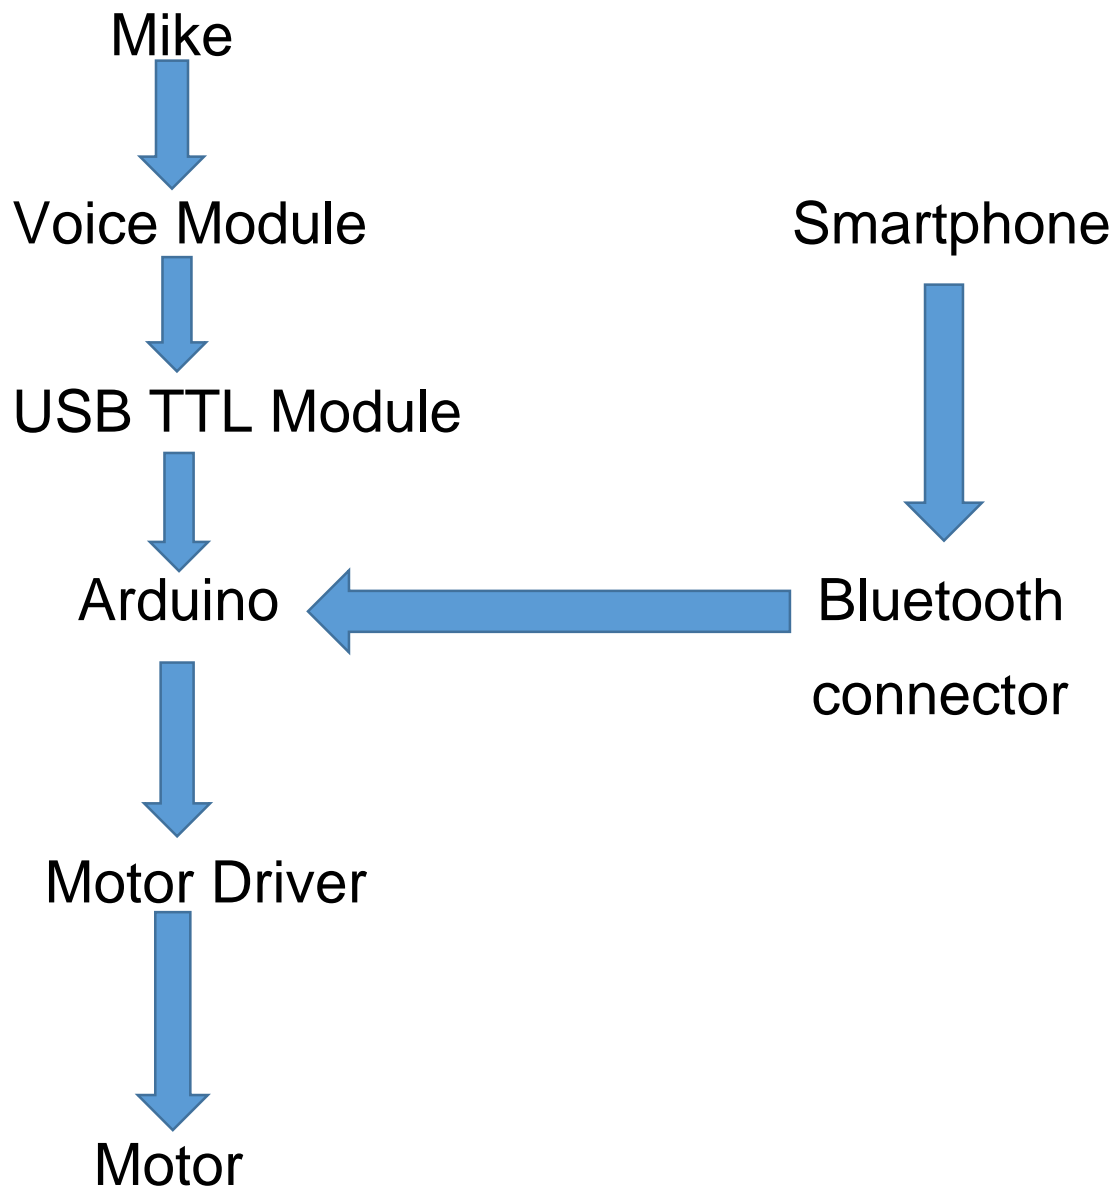 Mike
Voice Module
Smartphone
USB TTL Module
Arduino
Bluetooth
connector
Motor Driver
Motor